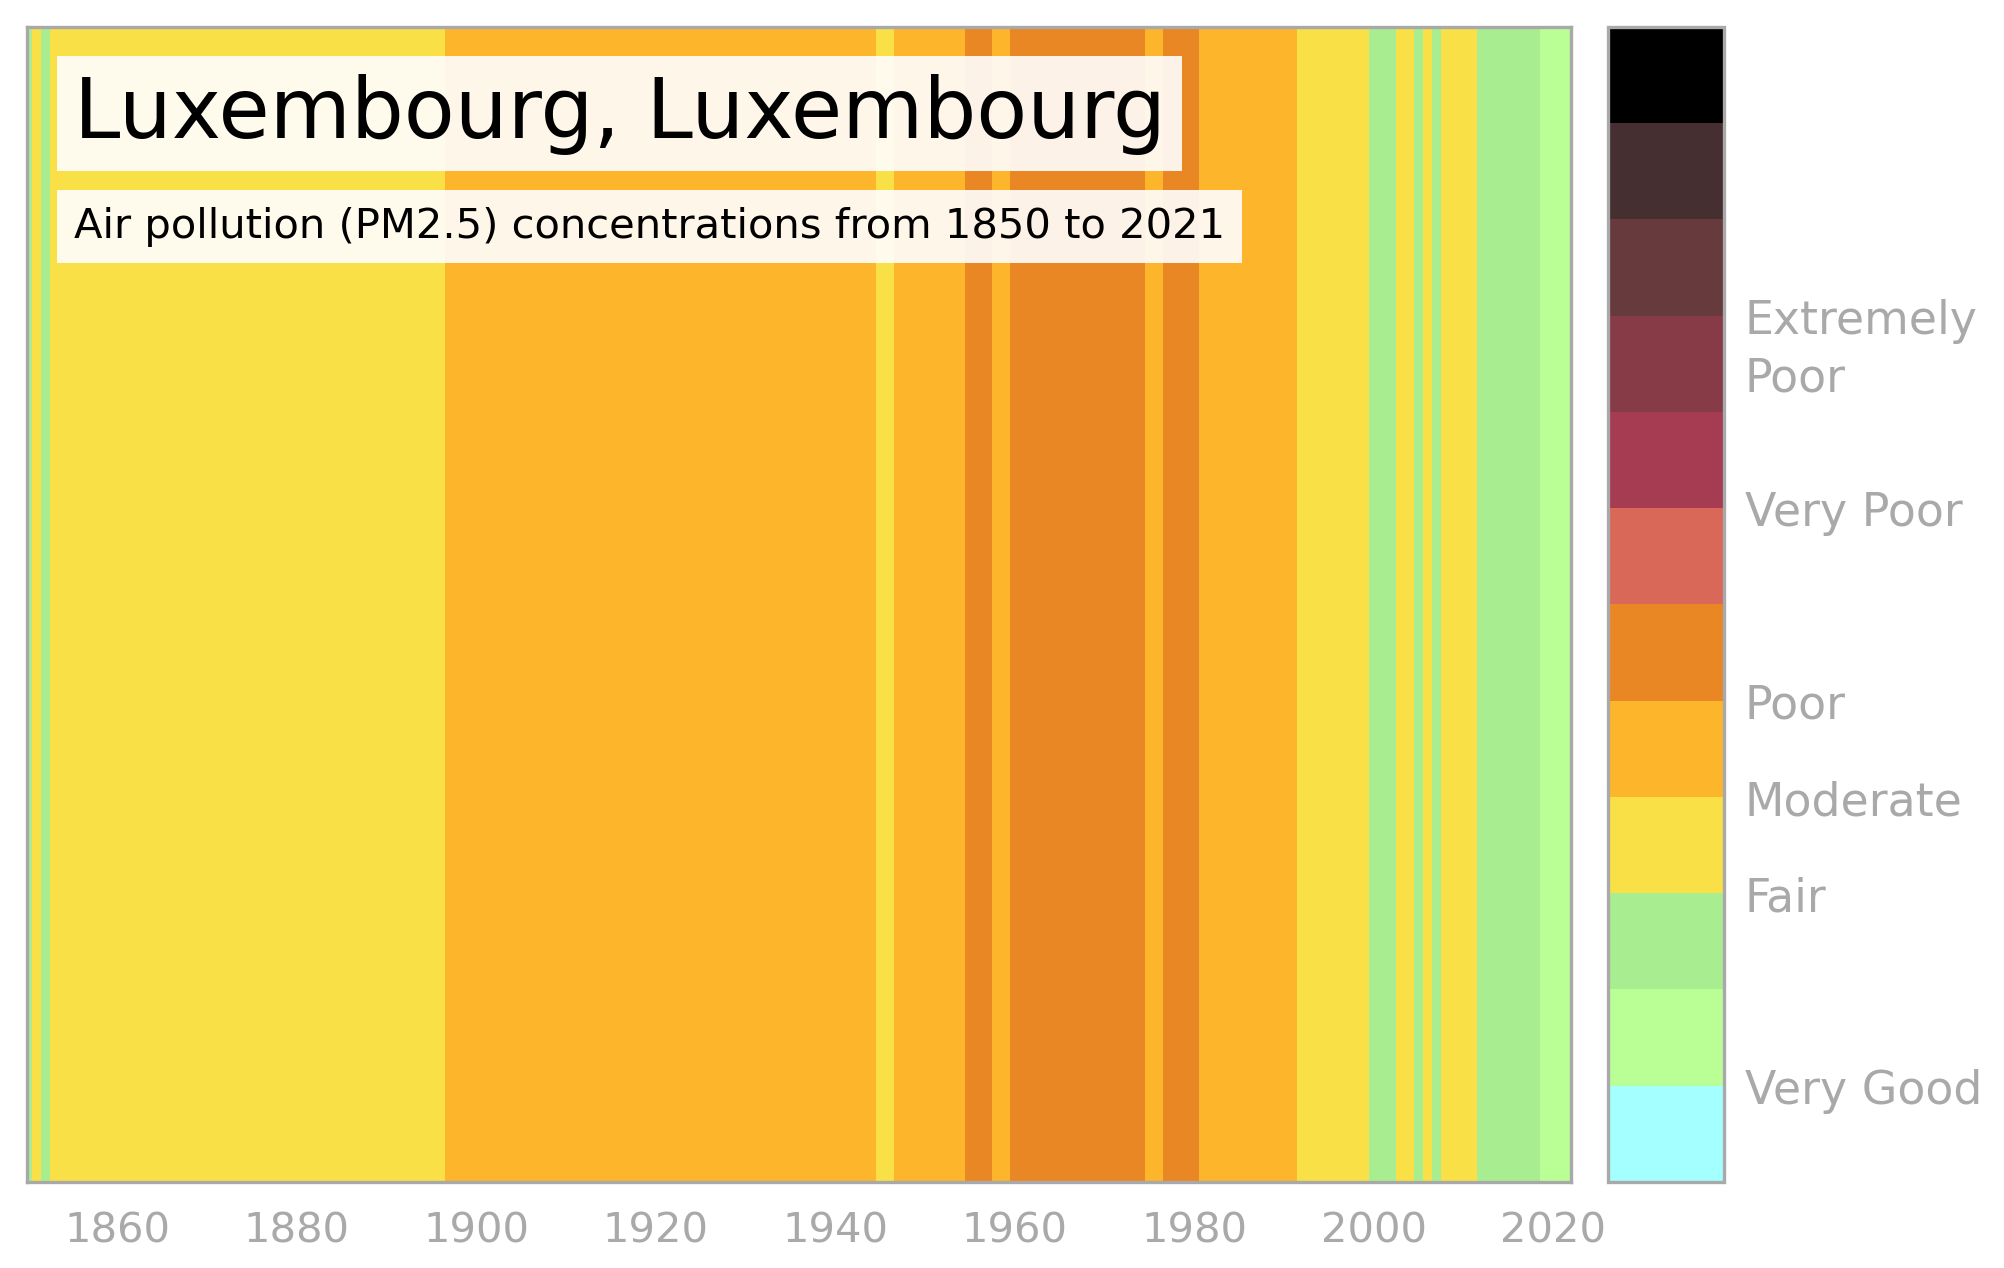 Luxembourg, Luxembourg
Air pollution (PM2.5) concentrations from 1850 to 2021
Extremely
Poor
Very Poor
Poor
Moderate
Fair
Very Good
1860 1880 1900 1920 1940 1960 1980 2000 2020